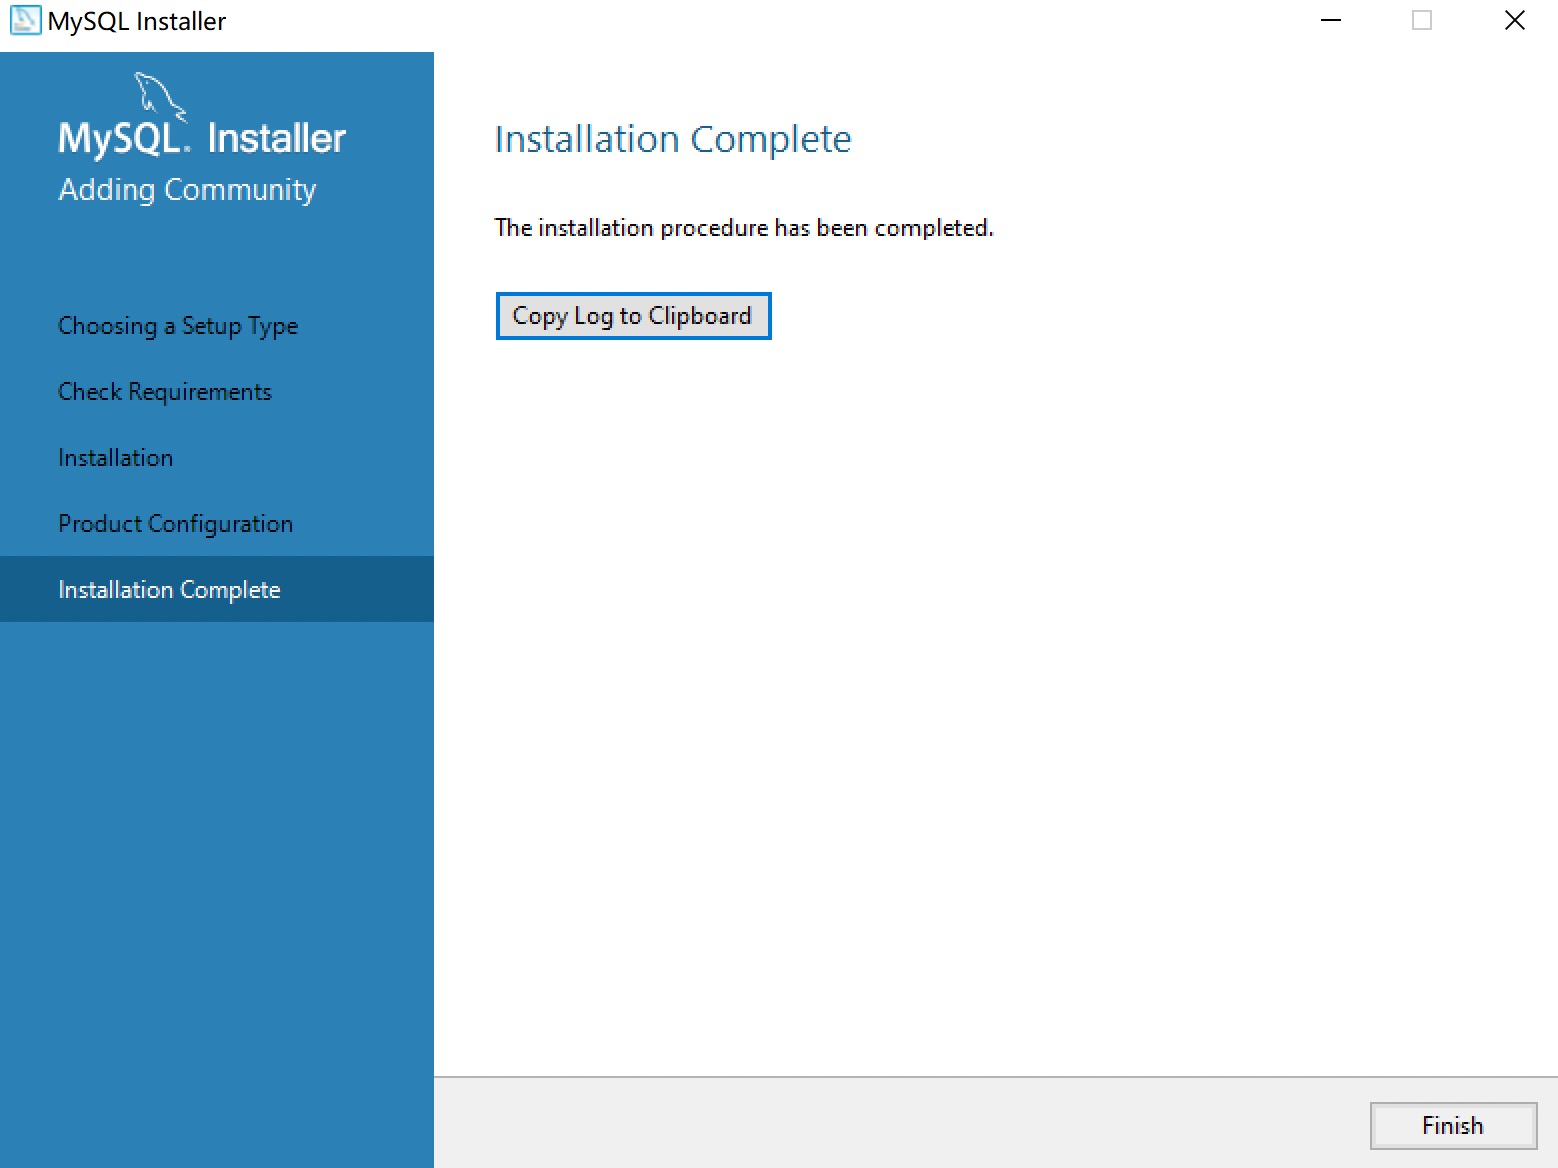 MySQL Installer
MySQL. Installer
Adding Community
Choosing a Setup Type
Check Requirements
Installation
Product Configuration
Installation Complete
Installation Complete
The installation procedure has been completed.
Copy Log to Clipboard
Finish